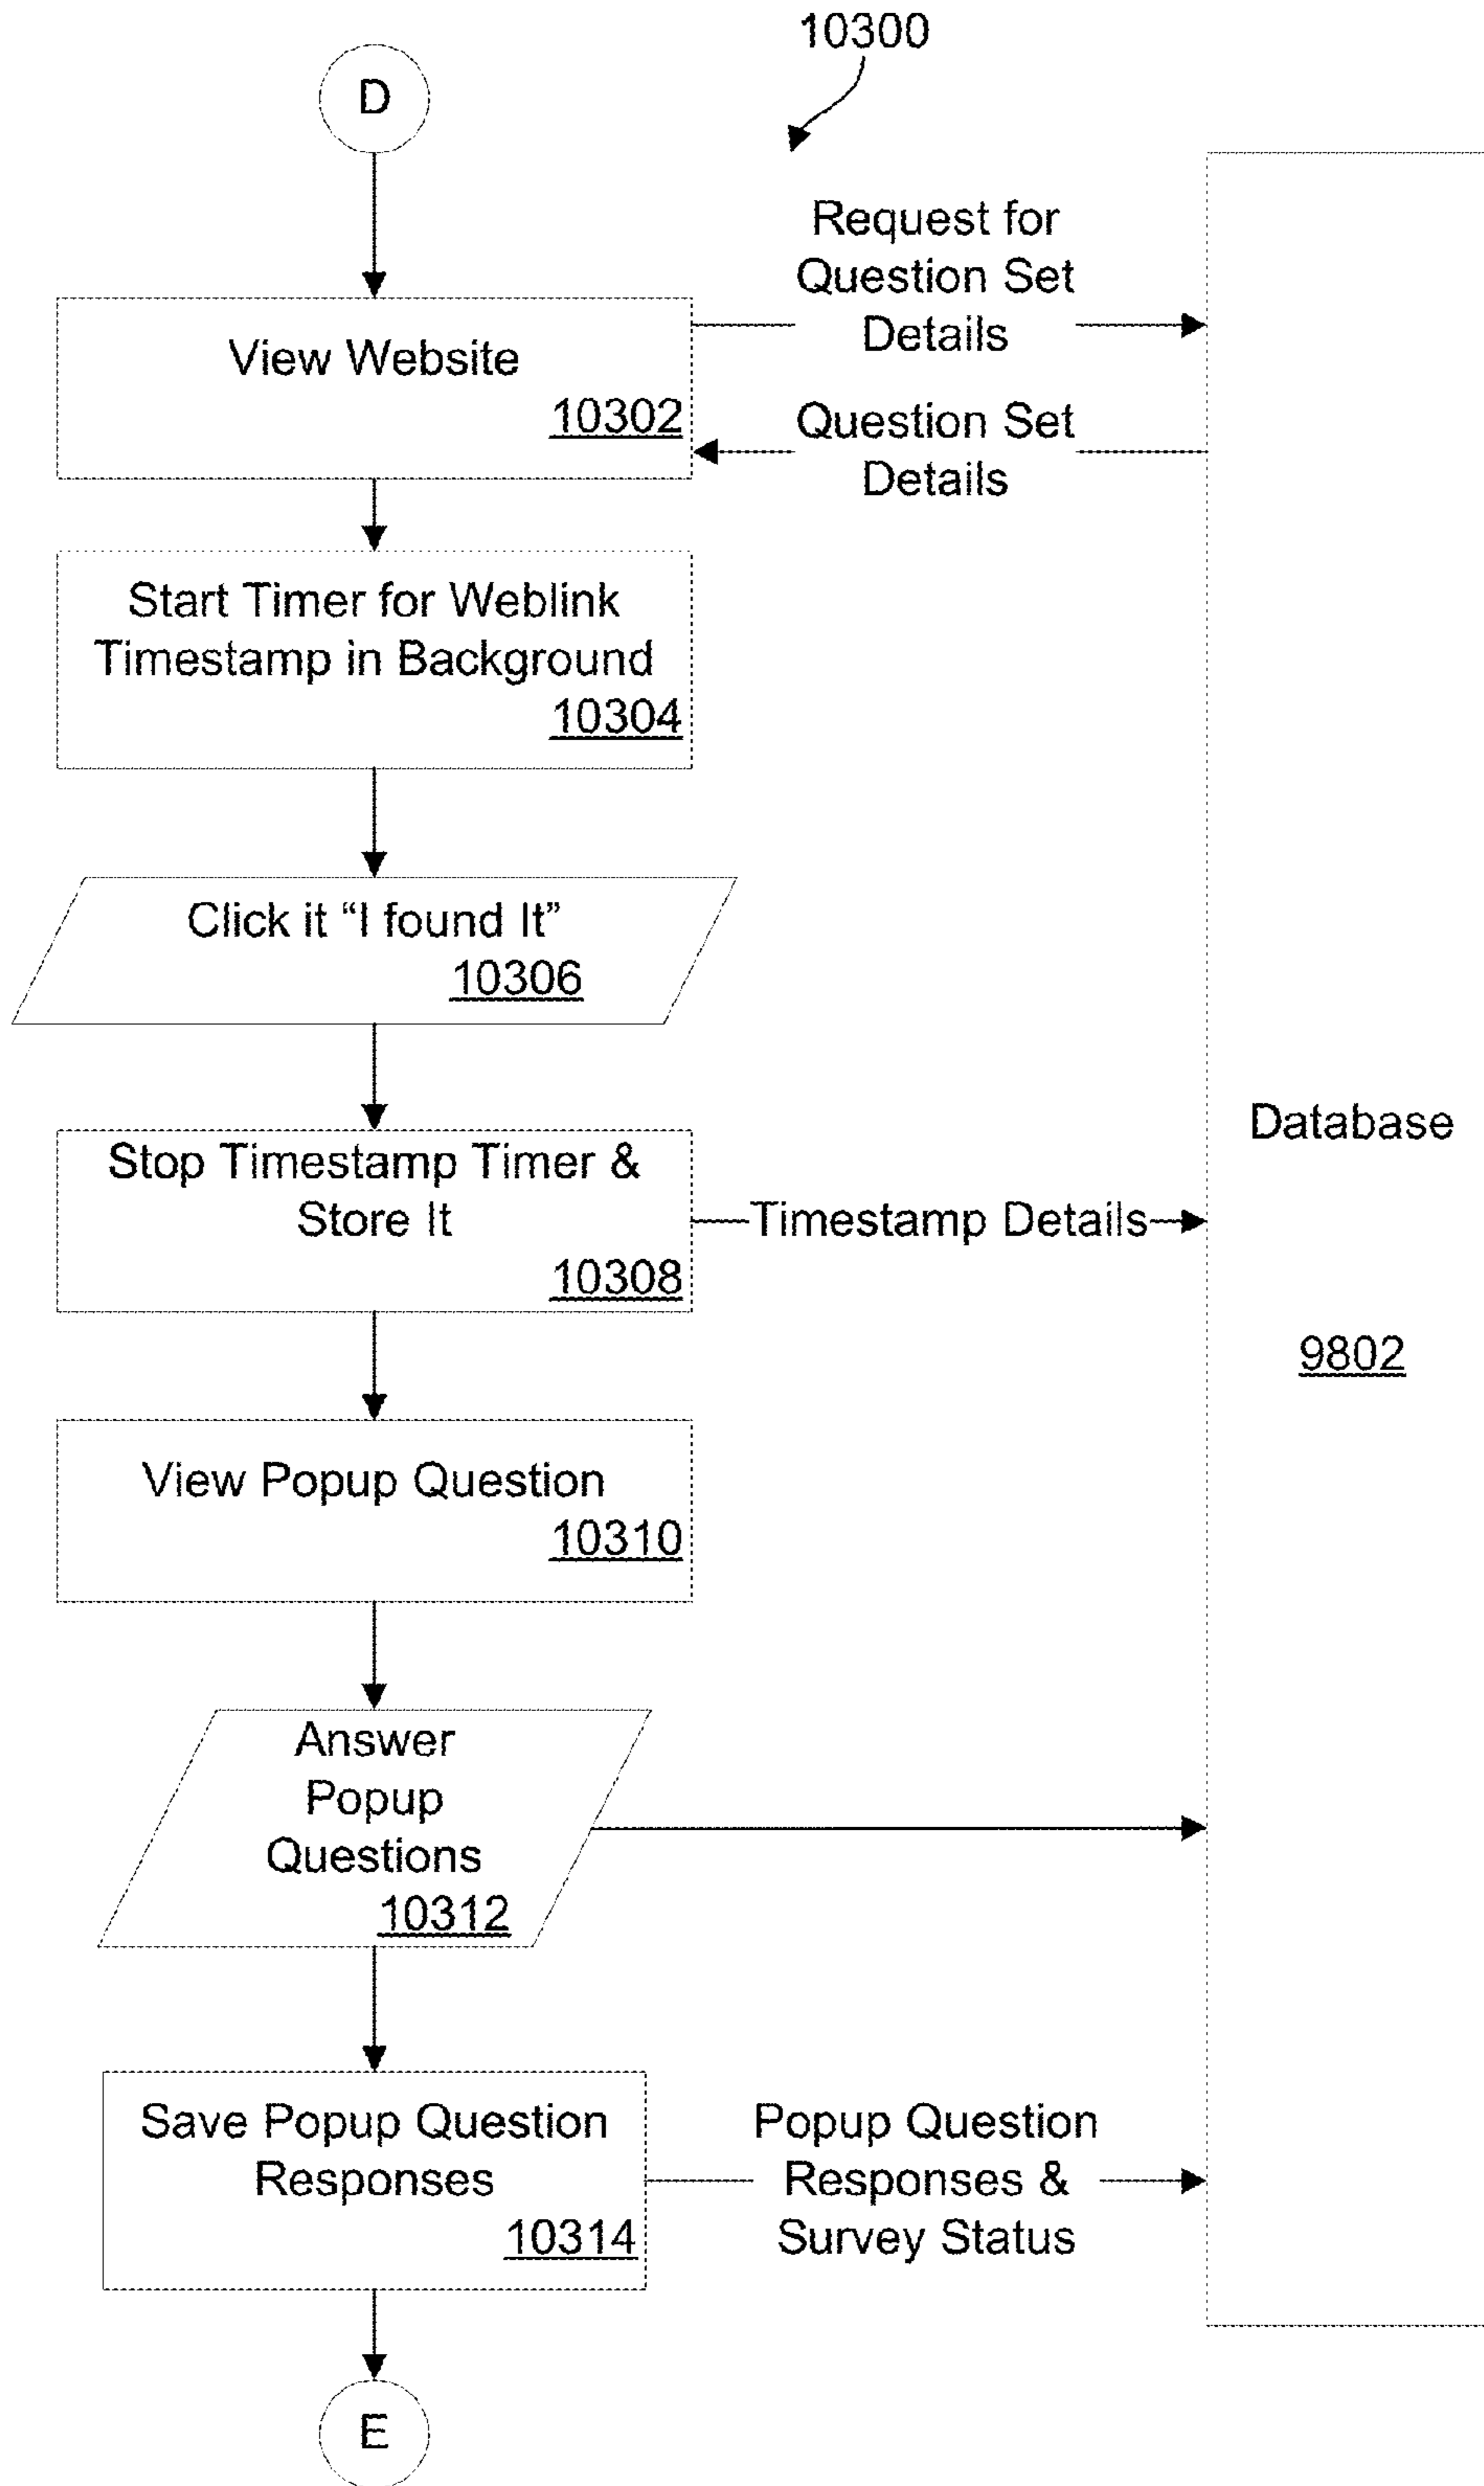 10300
D
Request for
Question Set
Details
View Website
10302
Question Set
Details
Start Timer for Weblink
Timestamp in Background
10304
Click it “I found It”
10306
Stop Timestamp Timer &
Store It
10308
Timestamp Details
Database
9802
View Popup Question
10310
Answer
Popup
Questions
10312
Save Popup Question
Responses
10314
Popup Question
Responses &
Survey Status
E